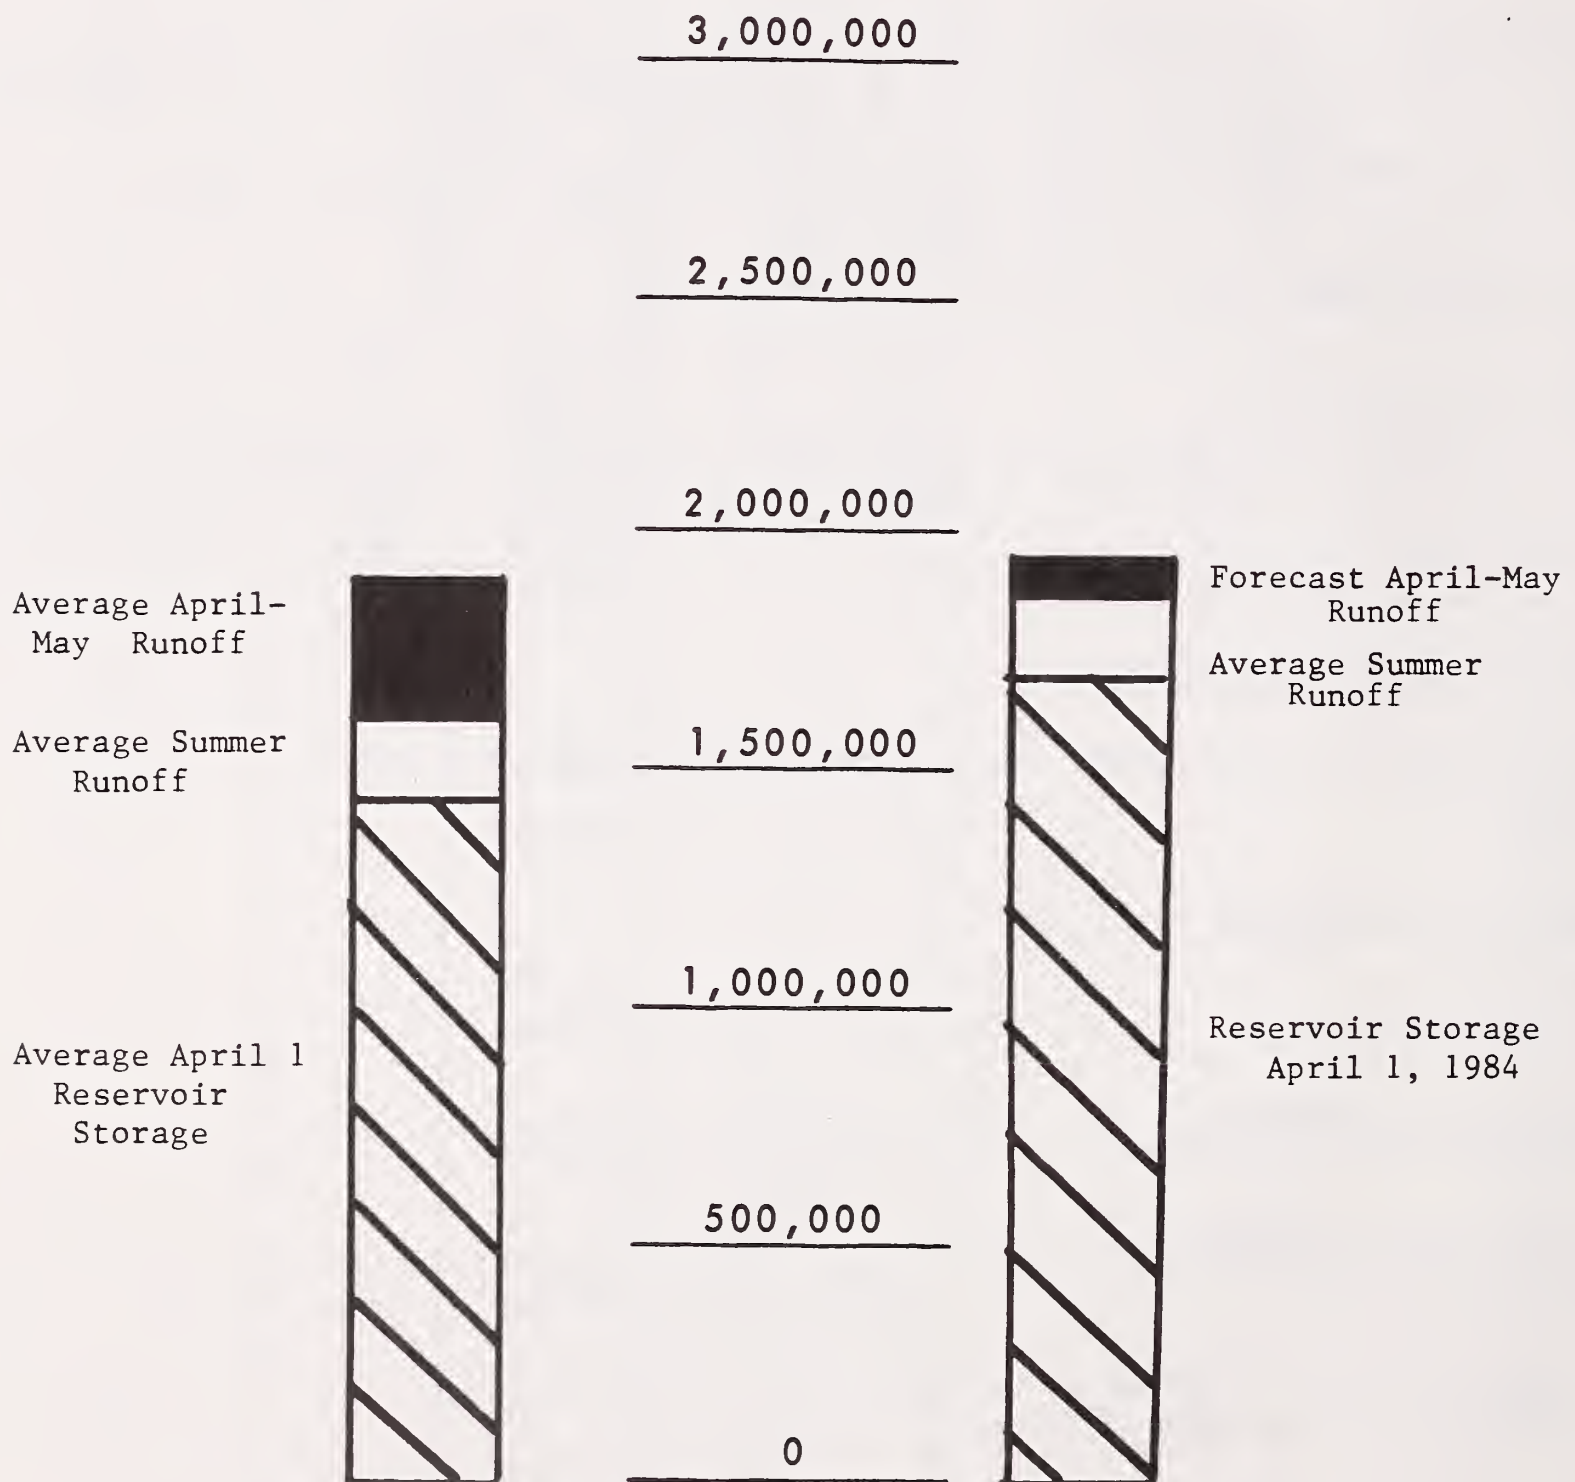 3,000,000
2,500,000
2,000,000
Average April-
May Runoff
Average Summer
Runoff
Average April 1
Reservoir
Storage
1,500,000
1,000,000
500,000
0
Forecast April-May
Runoff
Average Summer
Runoff
Reservoir Storage
April 1, 1984